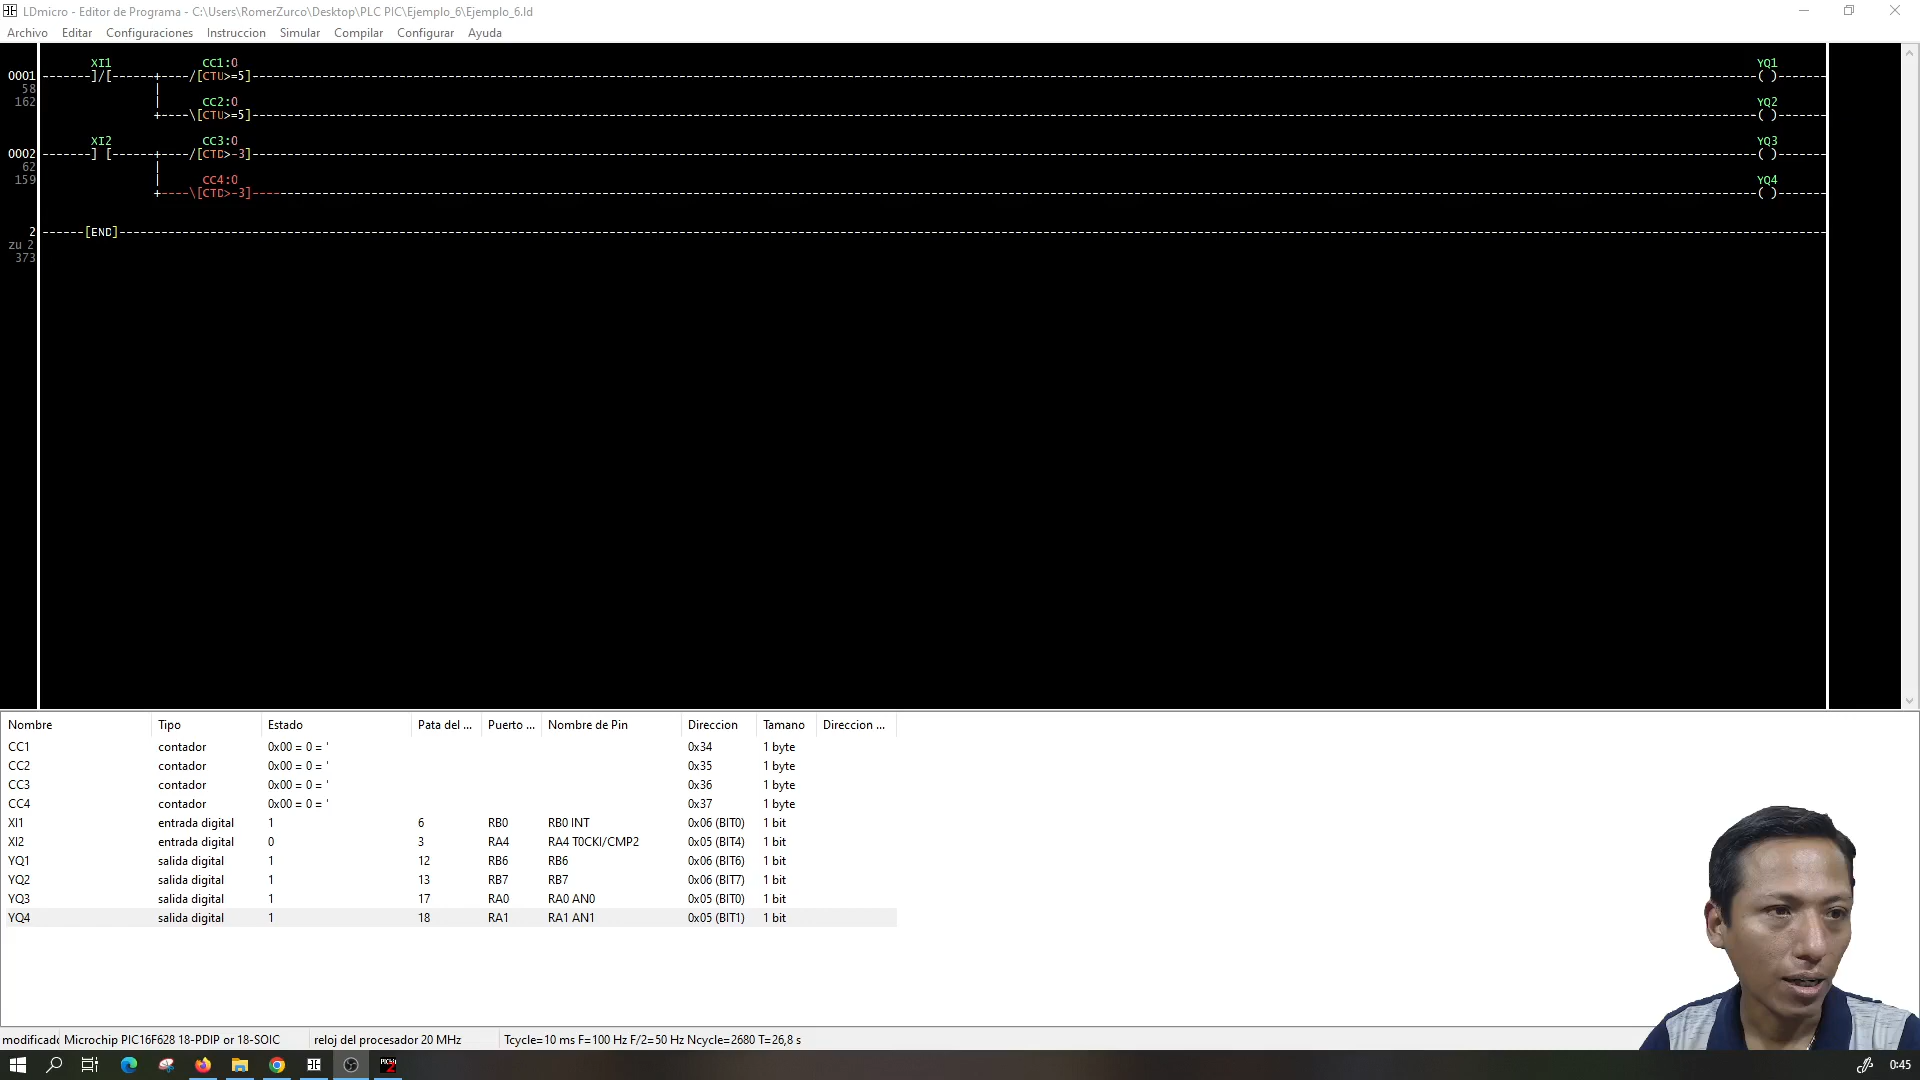 LDmicro - Editor de Programa - C:\Users\RomerZurco\Desktop\PLC PIC\Ejemplo_6\Ejemplo_6.ld
Archivo Editar Configuraciones Instruccion Simular Compilar Configurar Ayuda
XI1 CC1:0 YQ1
0001 ------]/[------+----/[CTU>=5]---- ( )
58
162 CC2:0 YQ2
+----\[CTU>=5]---- ( )
XI2 CC3:0 YQ3
0002 ------] [------+----/[CTD>-3]---- ( )
62
159 CC4:0 YQ4
+----\[CTD>-3]---- ( )
2 ------[END]----
zu 2
373
Nombre Tipo Estado Pata del ... Puerto ... Nombre de Pin Direccion Tamano Direccion ...
CC1 contador 0x00 = 0 = ' 0x34 1 byte
CC2 contador 0x00 = 0 = ' 0x35 1 byte
CC3 contador 0x00 = 0 = ' 0x36 1 byte
CC4 contador 0x00 = 0 = ' 0x37 1 byte
XI1 entrada digital 1 6 RB0 RB0 INT 0x06 (BIT0) 1 bit
XI2 entrada digital 0 3 RA4 RA4 T0CKI/CMP2 0x05 (BIT4) 1 bit
YQ1 salida digital 1 12 RB6 RB6 0x06 (BIT6) 1 bit
YQ2 salida digital 1 13 RB7 RB7 0x06 (BIT7) 1 bit
YQ3 salida digital 1 17 RA0 RA0 AN0 0x05 (BIT0) 1 bit
YQ4 salida digital 1 18 RA1 RA1 AN1 0x05 (BIT1) 1 bit
modificado Microchip PIC16F628 18-PDIP or 18-SOIC reloj del procesador 20 MHz Tcycle=10 ms F=100 Hz F/2=50 Hz Ncycle=2680 T=26,8 s
0:45